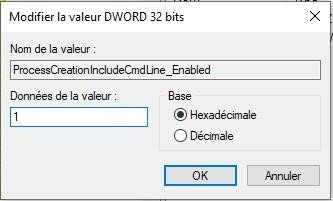 Modifier la valeur DWORD 32 bits
Nom de la valeur :
ProcessCreationIncludeCmdLine_Enabled
Données de la valeur :
1
Base
Hexadécimale
Décimale
OK
Annuler